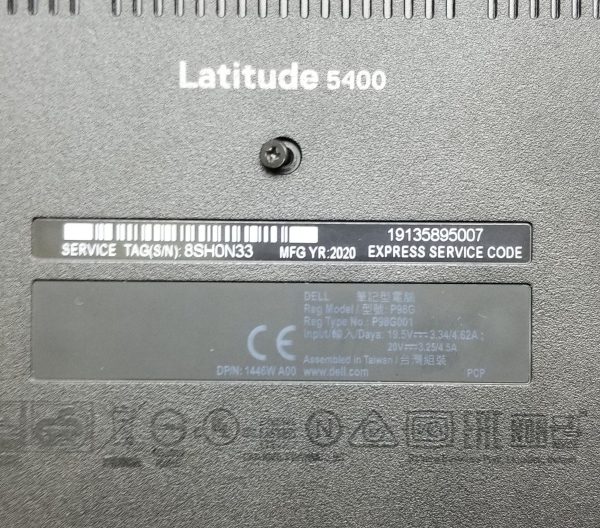 Latitude 5400
19135895007
SERVICE TAG(S/N): 8SH0N33 MFG YR:2020 EXPRESS SERVICE CODE
DELL 筆記型電腦
Reg Model / 型號: P98G
Reg Type No.: P98G001
Input/輸入/Days: 19.5V⎓3.34/4.62A ;
20V⎓3.25/4.5A
CE
Assembled in Taiwan / 台灣組裝
DP/N: 1446W A00 www.dell.com PCP